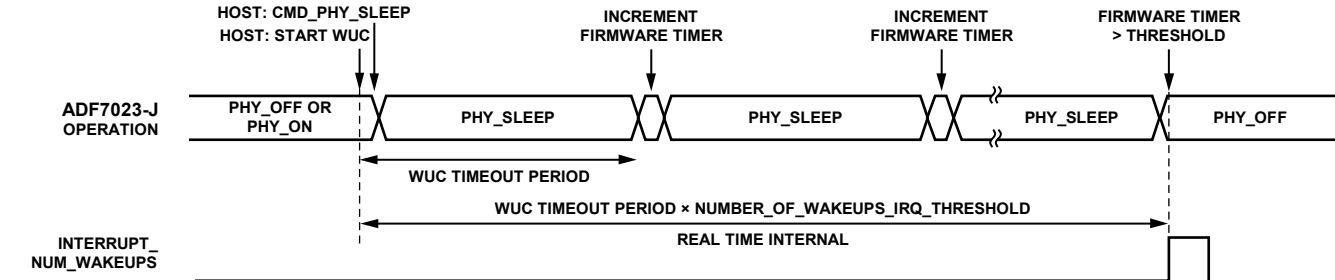 HOST: CMD_PHY_SLEEP
HOST: START WUC
INCREMENT
FIRMWARE TIMER
INCREMENT
FIRMWARE TIMER
FIRMWARE TIMER
> THRESHOLD
ADF7023-J
OPERATION
PHY_OFF OR
PHY_ON
PHY_SLEEP
PHY_SLEEP
PHY_SLEEP
PHY_OFF
WUC TIMEOUT PERIOD
WUC TIMEOUT PERIOD × NUMBER_OF_WAKEUPS_IRQ_THRESHOLD
REAL TIME INTERNAL
INTERRUPT_
NUM_WAKEUPS